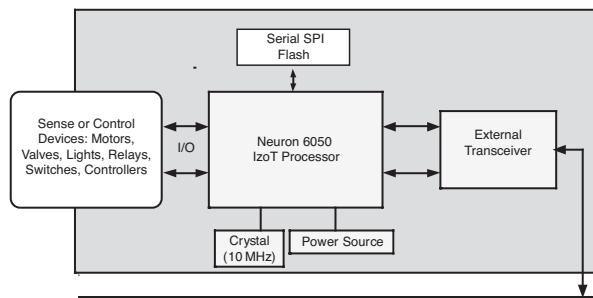 Serial SPI
Flash
Sense or Control
Devices: Motors,
Valves, Lights, Relays,
Switches, Controllers
I/O
Neuron 6050
IzoT Processor
External
Transceiver
Crystal
(10 MHz)
Power Source